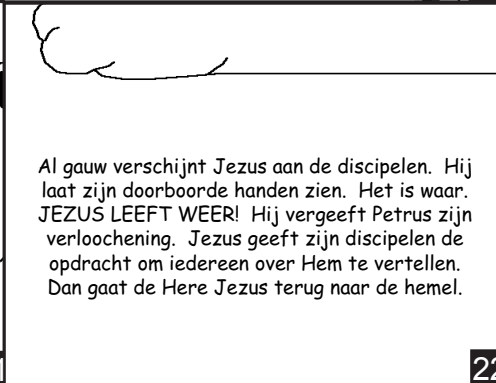 Al gauw verschijnt Jezus aan de discipelen. Hij
laat zijn doorboorde handen zien. Het is waar.
JEZUS LEEFT WEER! Hij vergeeft Petrus zijn
verloochening. Jezus geeft zijn discipelen de
opdracht om iedereen over Hem te vertellen.
Dan gaat de Here Jezus terug naar de hemel.
22